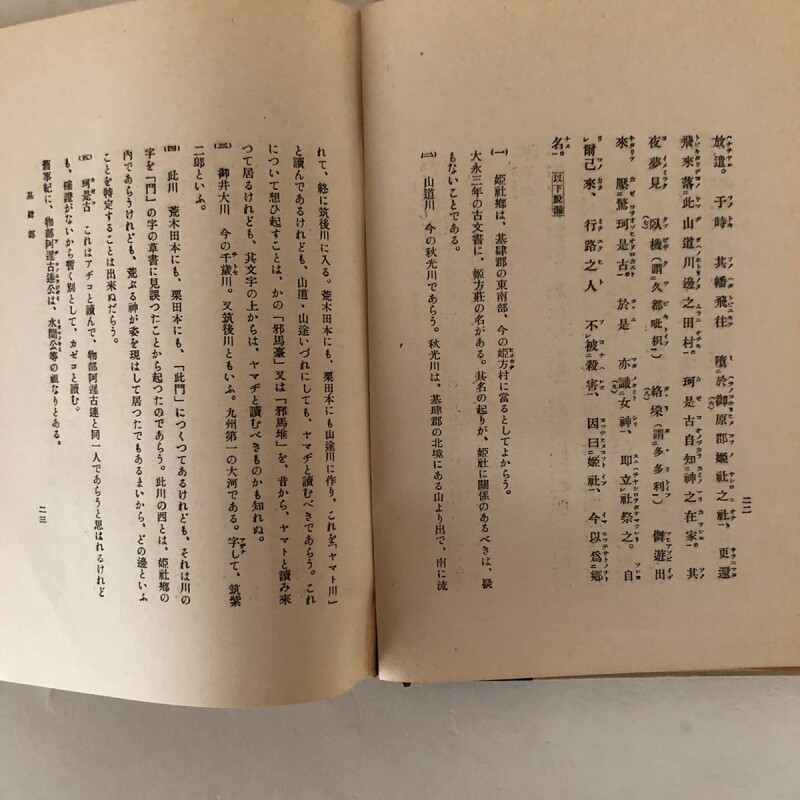 二二
放遣。于時 其幡飛往 墮於御原郡姫社之社、更還
飛來落此山道川邊之田村。珂是古自知神之在家。其
夜夢見 臥機(謂久都毗枳) 絡垜(謂多多利) 儛遊出
來、壓驚珂是古。於是 亦識女神、即立社祭之。自
爾已來、行路之人 不被殺害、因曰姫社、今以爲郷
名。以下脱漏
(一) 姫社郷は、基肄郡の東南部、今の姫方村に當るとしてよからう。
大永三年の古文書に、姫方莊の名がある。其名の起りが、姫社に關係のあるべきは、疑
もないことである。
(二) 山道川 今の秋光川であらう。秋光川は、基肄郡の北境にある山より出で、南に流
れて、終に筑後川に入る。荒木田本にも、栗田本にも山途川に作り、これを「ヤマト川」
と讀んであるけれども、山道・山途いづれにしても、ヤマヂと讀むべきであらう。これ
について想ひ起すことは、かの「邪馬臺」又は「邪馬堆」を、昔から、ヤマトと讀み來
つて居るけれども、其文字の上からは、ヤマヂと讀むべきものかも知れぬ。
(三) 御井大川 今の千歳川。又筑後川ともいふ。九州第一の大河である。字して、筑紫
二郎といふ。
(四) 此川 荒木田本にも、栗田本にも、「此門」につくつてあるけれども、それは川の
字を「門」の字の草書に見誤つたことから起つたのであらう。此川の西とは、姫社郷の
内であらうけれども、荒ぶる神が姿を現はして居つたでもあるまいから、どの邊といふ
ことを特定することは出來ぬだらう。
(五) 珂是古 これはアヂコと讀んで、物部阿遲古連と同一人であらうと思はれるけれど
も、確證がないから暫く別として、カゼコと讀む。
舊事紀に、物部阿遲古連公は、水間公等の祖なりとある。
基肄郡
二三